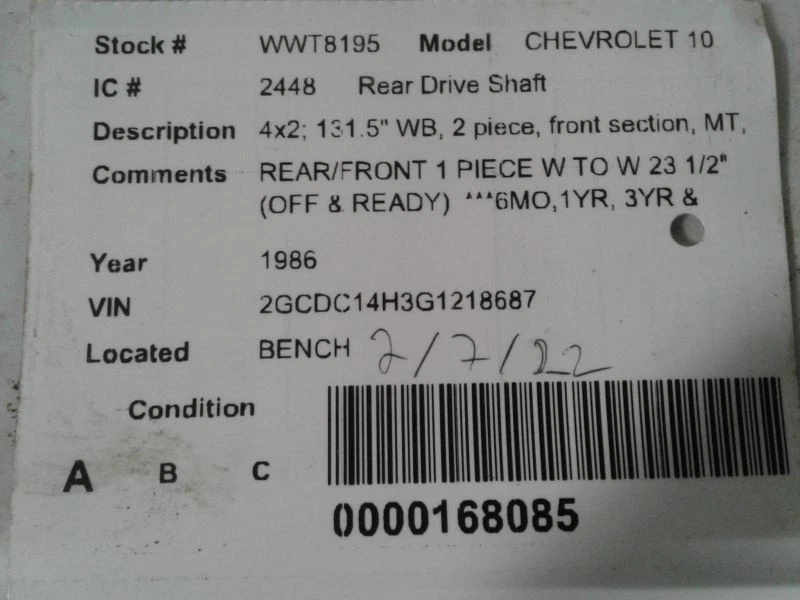 Stock # WWT8195 Model CHEVROLET 10
IC # 2448 Rear Drive Shaft
Description 4x2; 131.5" WB, 2 piece, front section, MT,
Comments REAR/FRONT 1 PIECE W TO W 23 1/2"
(OFF & READY) ***6MO,1YR, 3YR &
Year 1986
VIN 2GCDC14H3G1218687
Located BENCH 2/7/22
Condition
A B C
0000168085